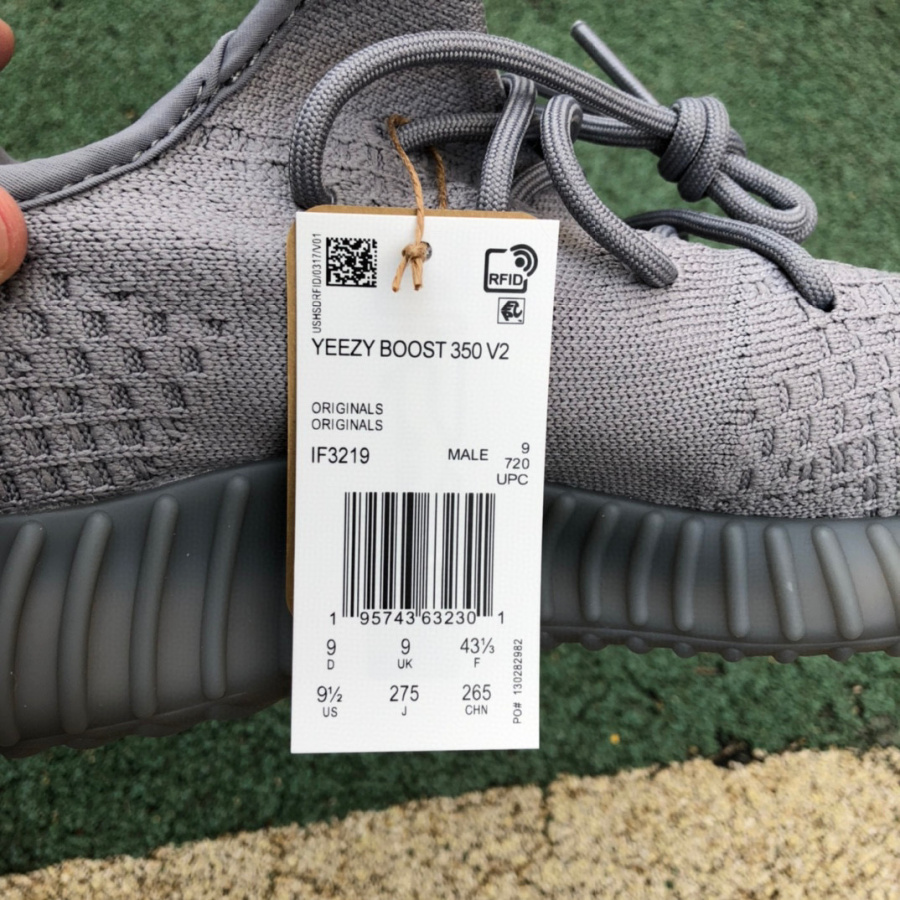 USHSDRFID/0317/V01
RFID
YEEZY BOOST 350 V2
ORIGINALS
ORIGINALS
IF3219 MALE 9
720
UPC
1 95743 63230 1
9 9 43⅓
D UK F
9½ 275 265
US J CHN
PO# 130282982